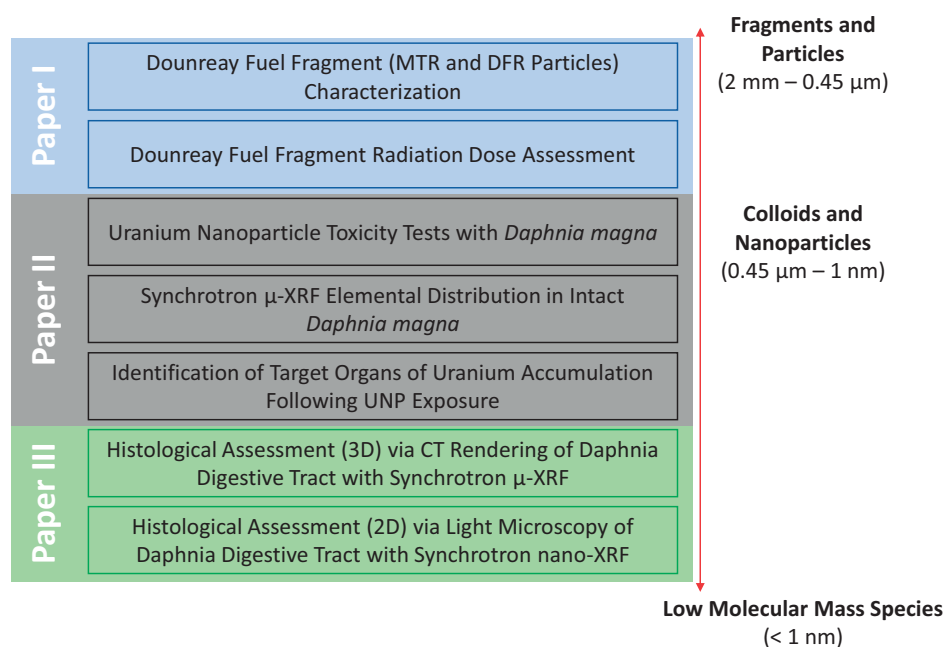 Paper I
Dounreay Fuel Fragment (MTR and DFR Particles)
Characterization
Dounreay Fuel Fragment Radiation Dose Assessment
Paper II
Uranium Nanoparticle Toxicity Tests with Daphnia magna
Synchrotron μ-XRF Elemental Distribution in Intact
Daphnia magna
Identification of Target Organs of Uranium Accumulation
Following UNP Exposure
Paper III
Histological Assessment (3D) via CT Rendering of Daphnia
Digestive Tract with Synchrotron μ-XRF
Histological Assessment (2D) via Light Microscopy of
Daphnia Digestive Tract with Synchrotron nano-XRF
Fragments and
Particles
(2 mm – 0.45 μm)
Colloids and
Nanoparticles
(0.45 μm – 1 nm)
Low Molecular Mass Species
(< 1 nm)